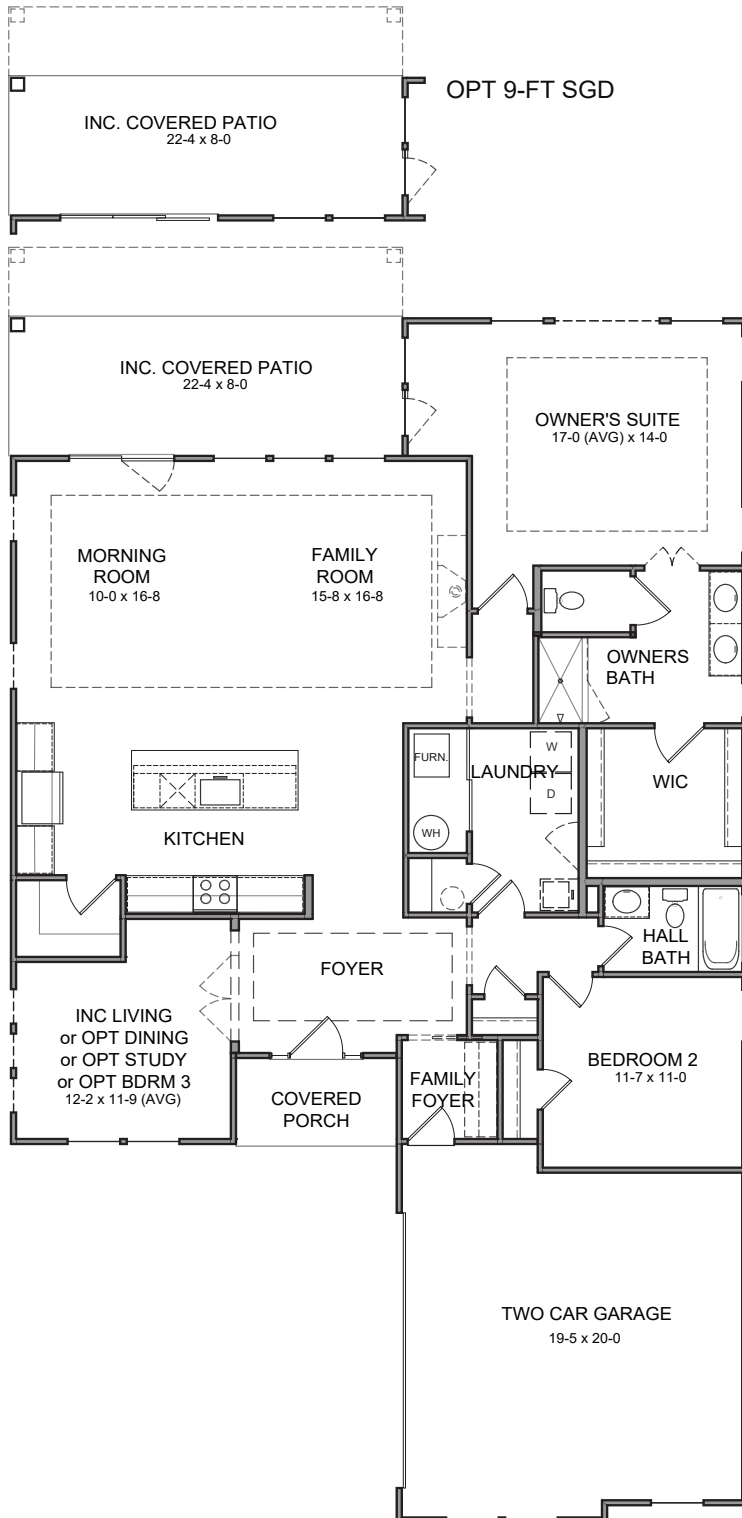 OPT 9-FT SGD
INC. COVERED PATIO
22-4 x 8-0
INC. COVERED PATIO
22-4 x 8-0
OWNER'S SUITE
17-0 (AVG) x 14-0
MORNING
ROOM
10-0 x 16-8
FAMILY
ROOM
15-8 x 16-8
OWNERS
BATH
FURN.
W
LAUNDRY
D
WIC
WH
KITCHEN
HALL
BATH
FOYER
INC LIVING
or OPT DINING
or OPT STUDY
or OPT BDRM 3
12-2 x 11-9 (AVG)
COVERED
PORCH
FAMILY
FOYER
BEDROOM 2
11-7 x 11-0
TWO CAR GARAGE
19-5 x 20-0